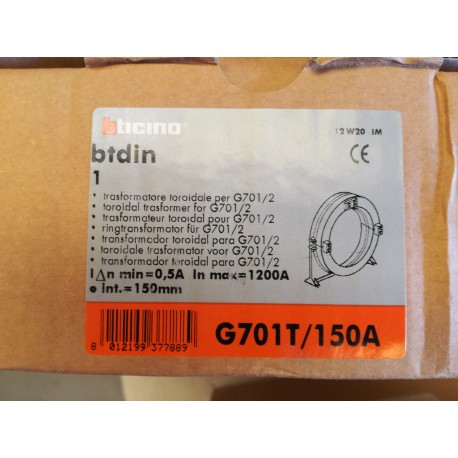 bticino
12W20 IM
btdin
CE
1
• trasformatore toroidale per G701/2
• toroidal trasformer for G701/2
• trasformateur toroidal pour G701/2
• ringtransformator für G701/2
• transformador toroidal para G701/2
• toroidale trasformator voor G701/2
• transformador toroidal para G701/2
I△n min=0,5A In max=1200A
ø int.=150mm
G701T/150A
8 012199 377889